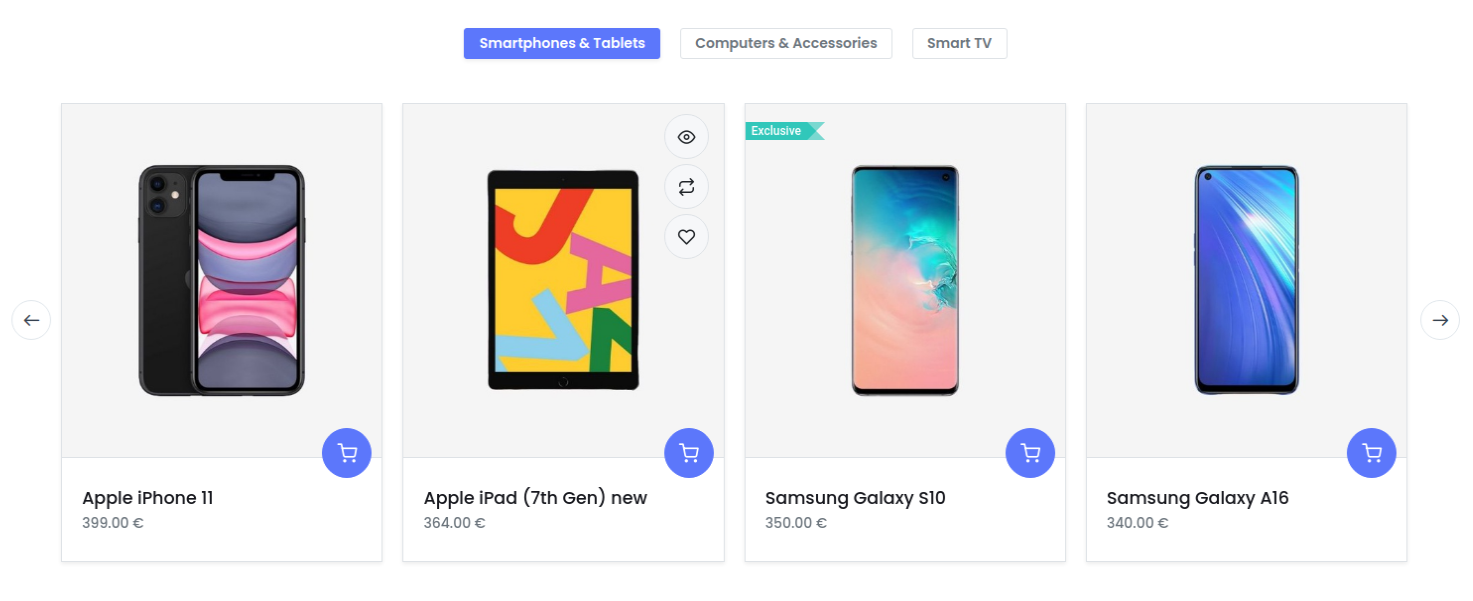 Smartphones & Tablets
Computers & Accessories
Smart TV
Exclusive
Apple iPhone 11
399.00 €
Apple iPad (7th Gen) new
364.00 €
Samsung Galaxy S10
350.00 €
Samsung Galaxy A16
340.00 €